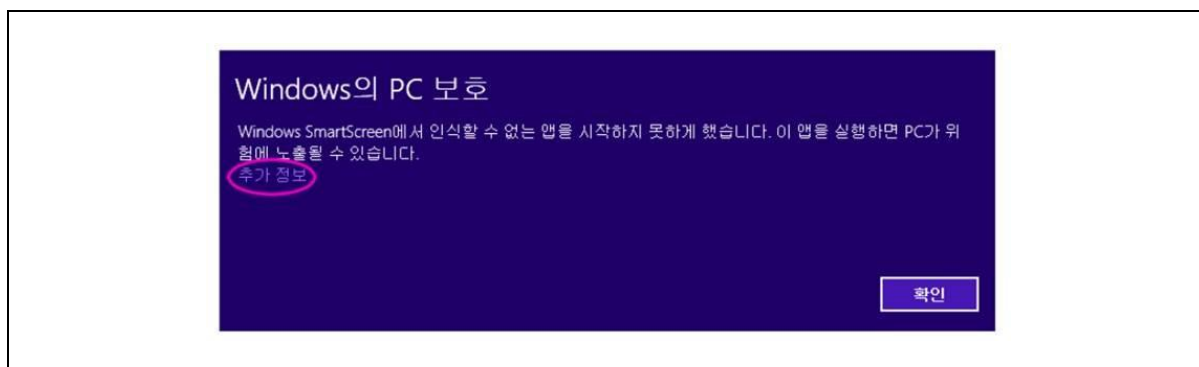 Windows의 PC 보호
Windows SmartScreen에서 인식할 수 없는 앱을 시작하지 못하게 했습니다. 이 앱을 실행하면 PC가 위
험에 노출될 수 있습니다.
추가 정보
확인